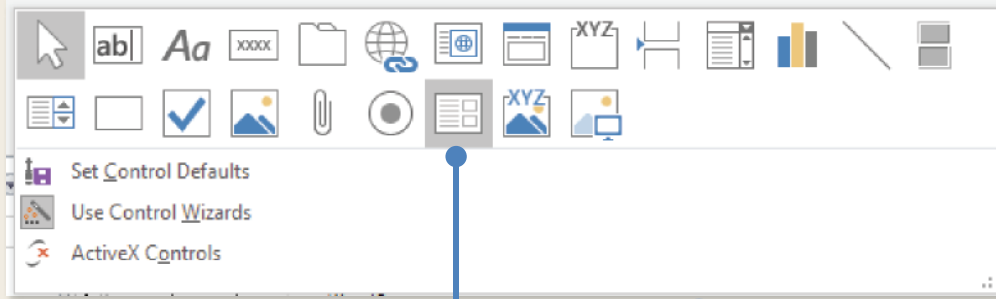 ab
Aa
XXXX
XYZ
XYZ
Set Control Defaults
Use Control Wizards
ActiveX Controls